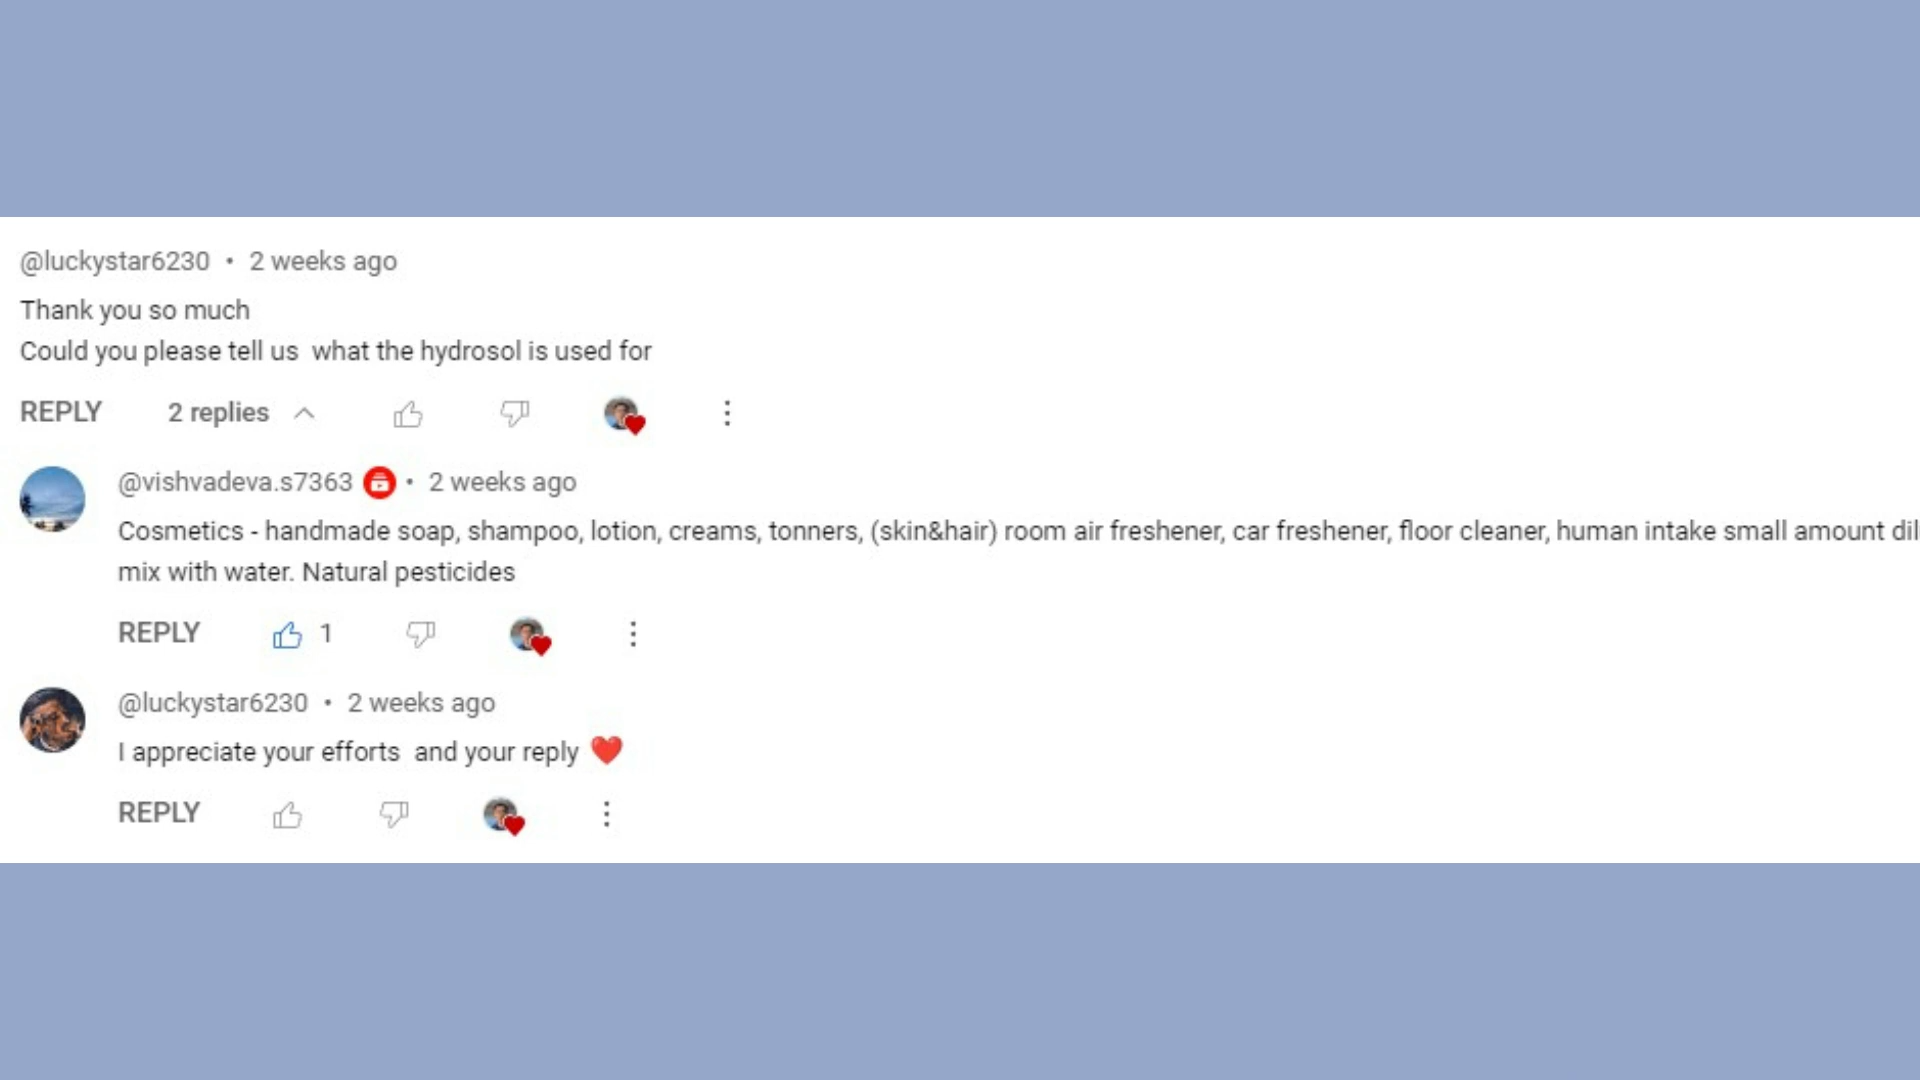 @luckystar6230 • 2 weeks ago
Thank you so much
Could you please tell us  what the hydrosol is used for
REPLY 2 replies
@vishvadeva.s7363 • 2 weeks ago
Cosmetics - handmade soap, shampoo, lotion, creams, tonners, (skin&hair) room air freshener, car freshener, floor cleaner, human intake small amount
mix with water. Natural pesticides
REPLY 1
@luckystar6230 • 2 weeks ago
I appreciate your efforts  and your reply ❤️
REPLY